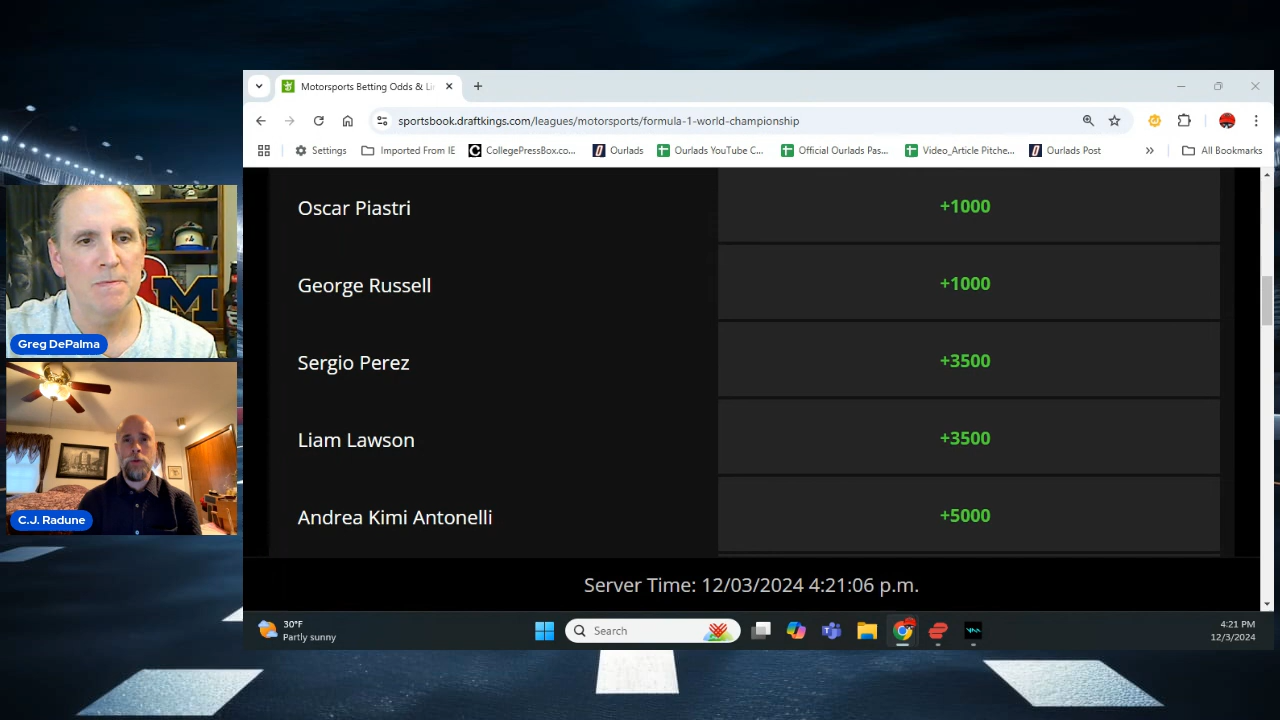 Motorsports Betting Odds & Li
sportsbook.draftkings.com/leagues/motorsports/formula-1-world-championship
Settings
Imported From IE
CollegePressBox.co...
Ourlads
Ourlads YouTube C...
Official Ourlads Pas...
Video_Article Pitche...
Ourlads Post
»
All Bookmarks
Oscar Piastri +1000
George Russell +1000
Sergio Perez +3500
Liam Lawson +3500
Andrea Kimi Antonelli +5000
Server Time: 12/03/2024 4:21:06 p.m.
M
Greg DePalma
C.J. Radune
30°F
Partly sunny
Search
4:21 PM
12/3/2024